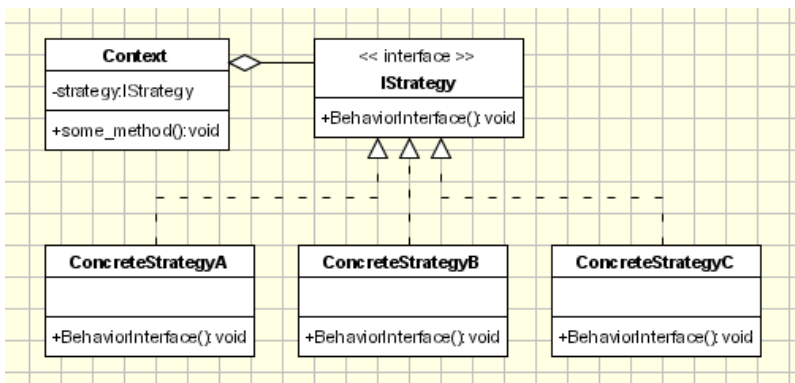 Context
-strategy:IStrategy
+some_method():void
<< interface >>
IStrategy
+BehaviorInterface():void
ConcreteStrategyA
+BehaviorInterface():void
ConcreteStrategyB
+BehaviorInterface():void
ConcreteStrategyC
+BehaviorInterface():void